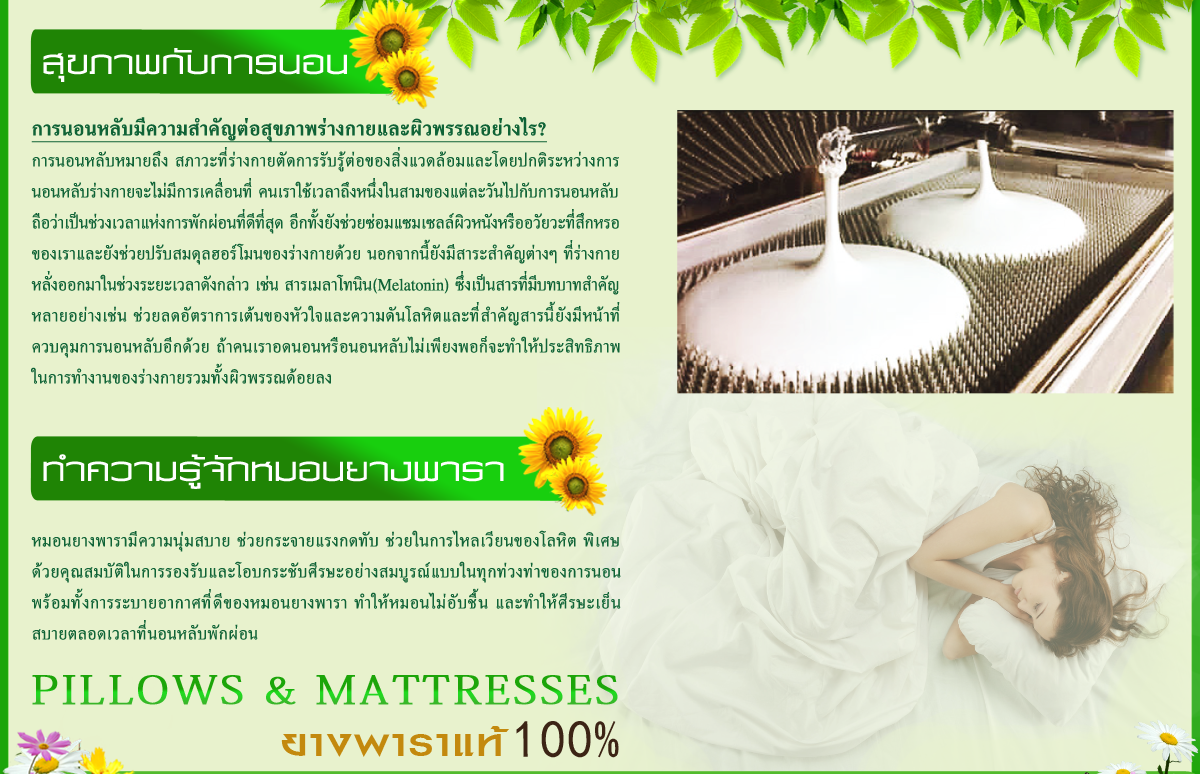 สุขภาพกับการนอน
การนอนหลับมีความสำคัญต่อสุขภาพร่างกายและผิวพรรณอย่างไร?
การนอนหลับหมายถึง สภาวะที่ร่างกายตัดการรับรู้ต่อของสิ่งแวดล้อมและโดยปกติระหว่างการ
นอนหลับร่างกายจะไม่มีการเคลื่อนที่ คนเราใช้เวลาถึงหนึ่งในสามของแต่ละวันไปกับการนอนหลับ
ถือว่าเป็นช่วงเวลาแห่งการพักผ่อนที่ดีที่สุด อีกทั้งยังช่วยซ่อมแซมเซลล์ผิวหนังหรืออวัยวะที่สึกหรอ
ของเราและยังช่วยปรับสมดุลฮอร์โมนของร่างกายด้วย นอกจากนี้ยังมีสาระสำคัญต่างๆ ที่ร่างกาย
หลั่งออกมาในช่วงระยะเวลาดังกล่าว เช่น สารเมลาโทนิน(Melatonin) ซึ่งเป็นสารที่มีบทบาทสำคัญ
หลายอย่างเช่น ช่วยลดอัตราการเต้นของหัวใจและความดันโลหิตและที่สำคัญสารนี้ยังมีหน้าที่
ควบคุมการนอนหลับอีกด้วย ถ้าคนเราอดนอนหรือนอนหลับไม่เพียงพอก็จะทำให้ประสิทธิภาพ
ในการทำงานของร่างกายรวมทั้งผิวพรรณด้อยลง
ทำความรู้จักหมอนยางพารา
หมอนยางพารามีความนุ่มสบาย ช่วยกระจายแรงกดทับ ช่วยในการไหลเวียนของโลหิต พิเศษ
ด้วยคุณสมบัติในการรองรับและโอบกระชับศีรษะอย่างสมบูรณ์แบบในทุกท่วงท่าของการนอน
พร้อมทั้งการระบายอากาศที่ดีของหมอนยางพารา ทำให้หมอนไม่อับชื้น และทำให้ศีรษะเย็น
สบายตลอดเวลาที่นอนหลับพักผ่อน
PILLOWS & MATTRESSES
ยางพาราแท้ 100%